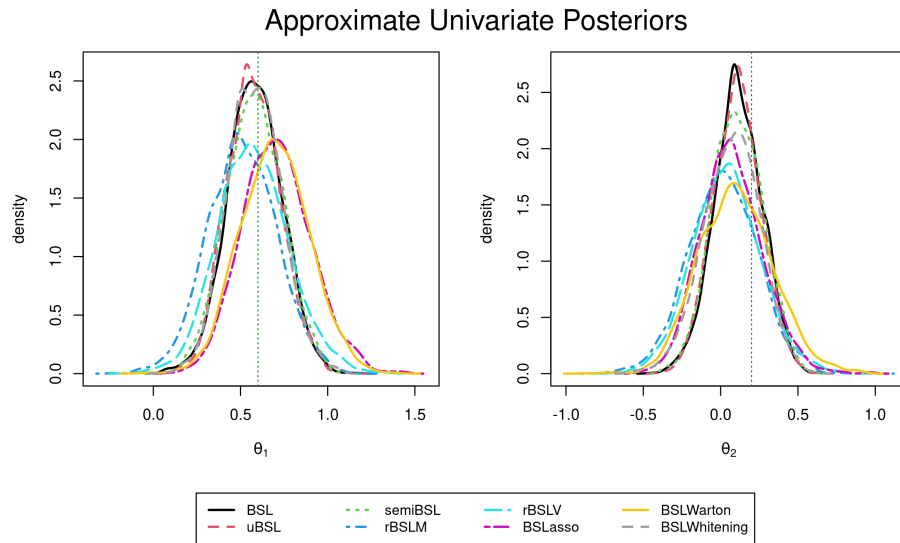 Approximate Univariate Posteriors
density
0.0 0.5 1.0 1.5 2.0 2.5
0.0 0.5 1.0 1.5
θ1
density
0.0 0.5 1.0 1.5 2.0 2.5
-1.0 -0.5 0.0 0.5 1.0
θ2
BSL semiBSL rBSLV BSLWarton
uBSL rBSLM BSLasso BSLWhitening